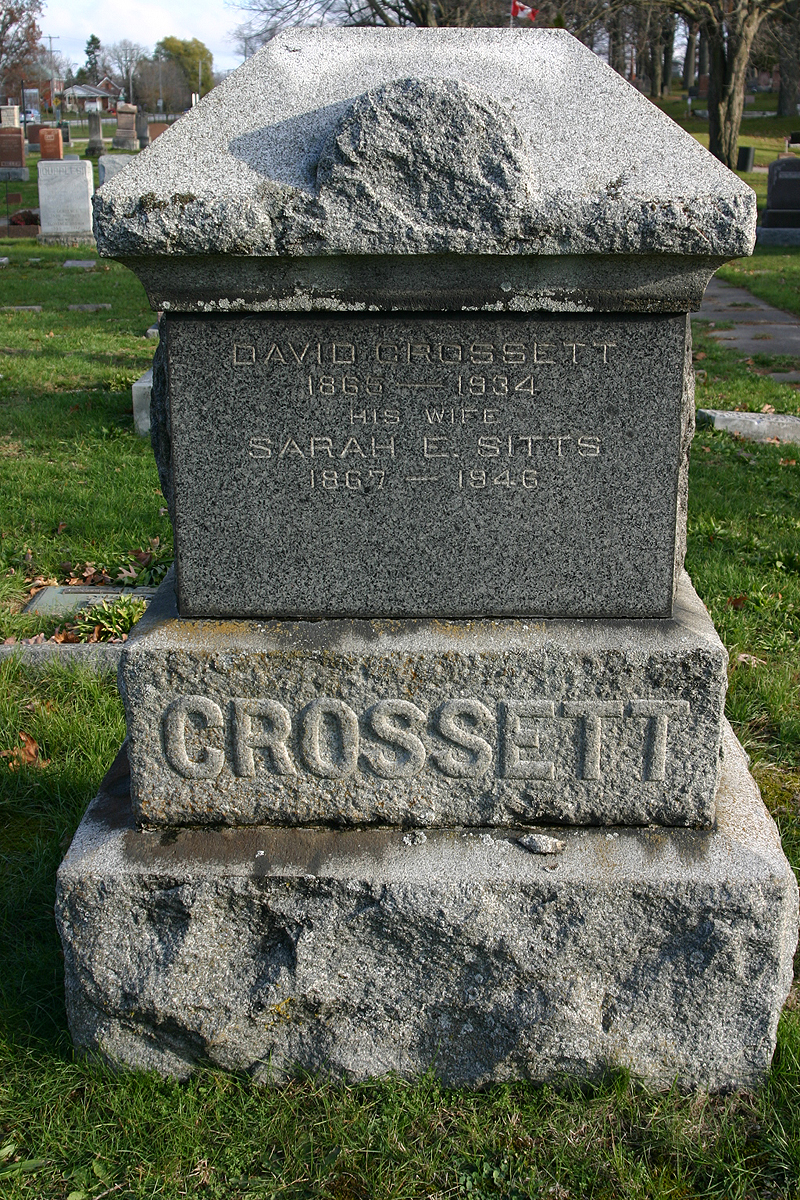 DAVID CROSSETT
1865 — 1934
HIS WIFE
SARAH E. SITTS
1867 — 1946
CROSSETT